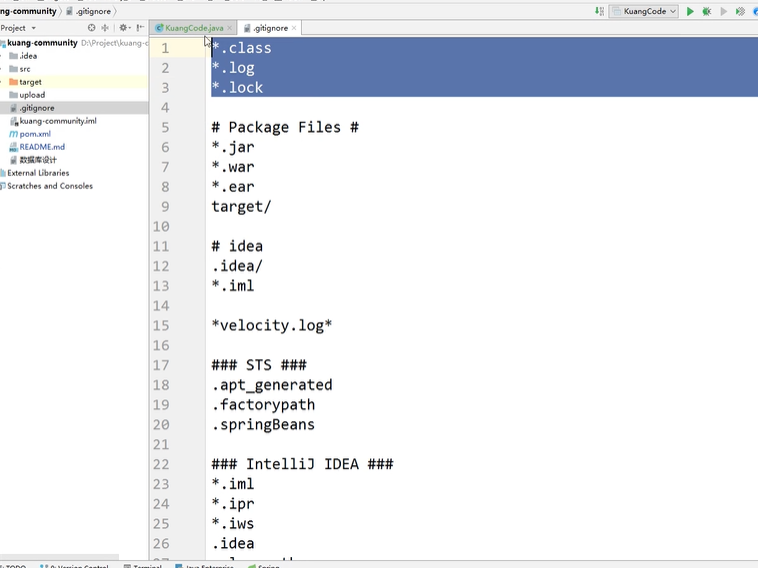 ng-community 〉 .gitignore 〉
KuangCode
Project
KuangCode.java
.gitignore
kuang-community D:\Project\kuang-c
.idea
src
target
upload
.gitignore
kuang-community.iml
pom.xml
README.md
数据库设计
External Libraries
Scratches and Consoles
1 *.class
2 *.log
3 *.lock
4
5 # Package Files #
6 *.jar
7 *.war
8 *.ear
9 target/
10
11 # idea
12 .idea/
13 *.iml
14
15 *velocity.log*
16
17 ### STS ###
18 .apt_generated
19 .factorypath
20 .springBeans
21
22 ### IntelliJ IDEA ###
23 *.iml
24 *.ipr
25 *.iws
26 .idea
TODO 9: Version Control Terminal Java Enterprise Spring